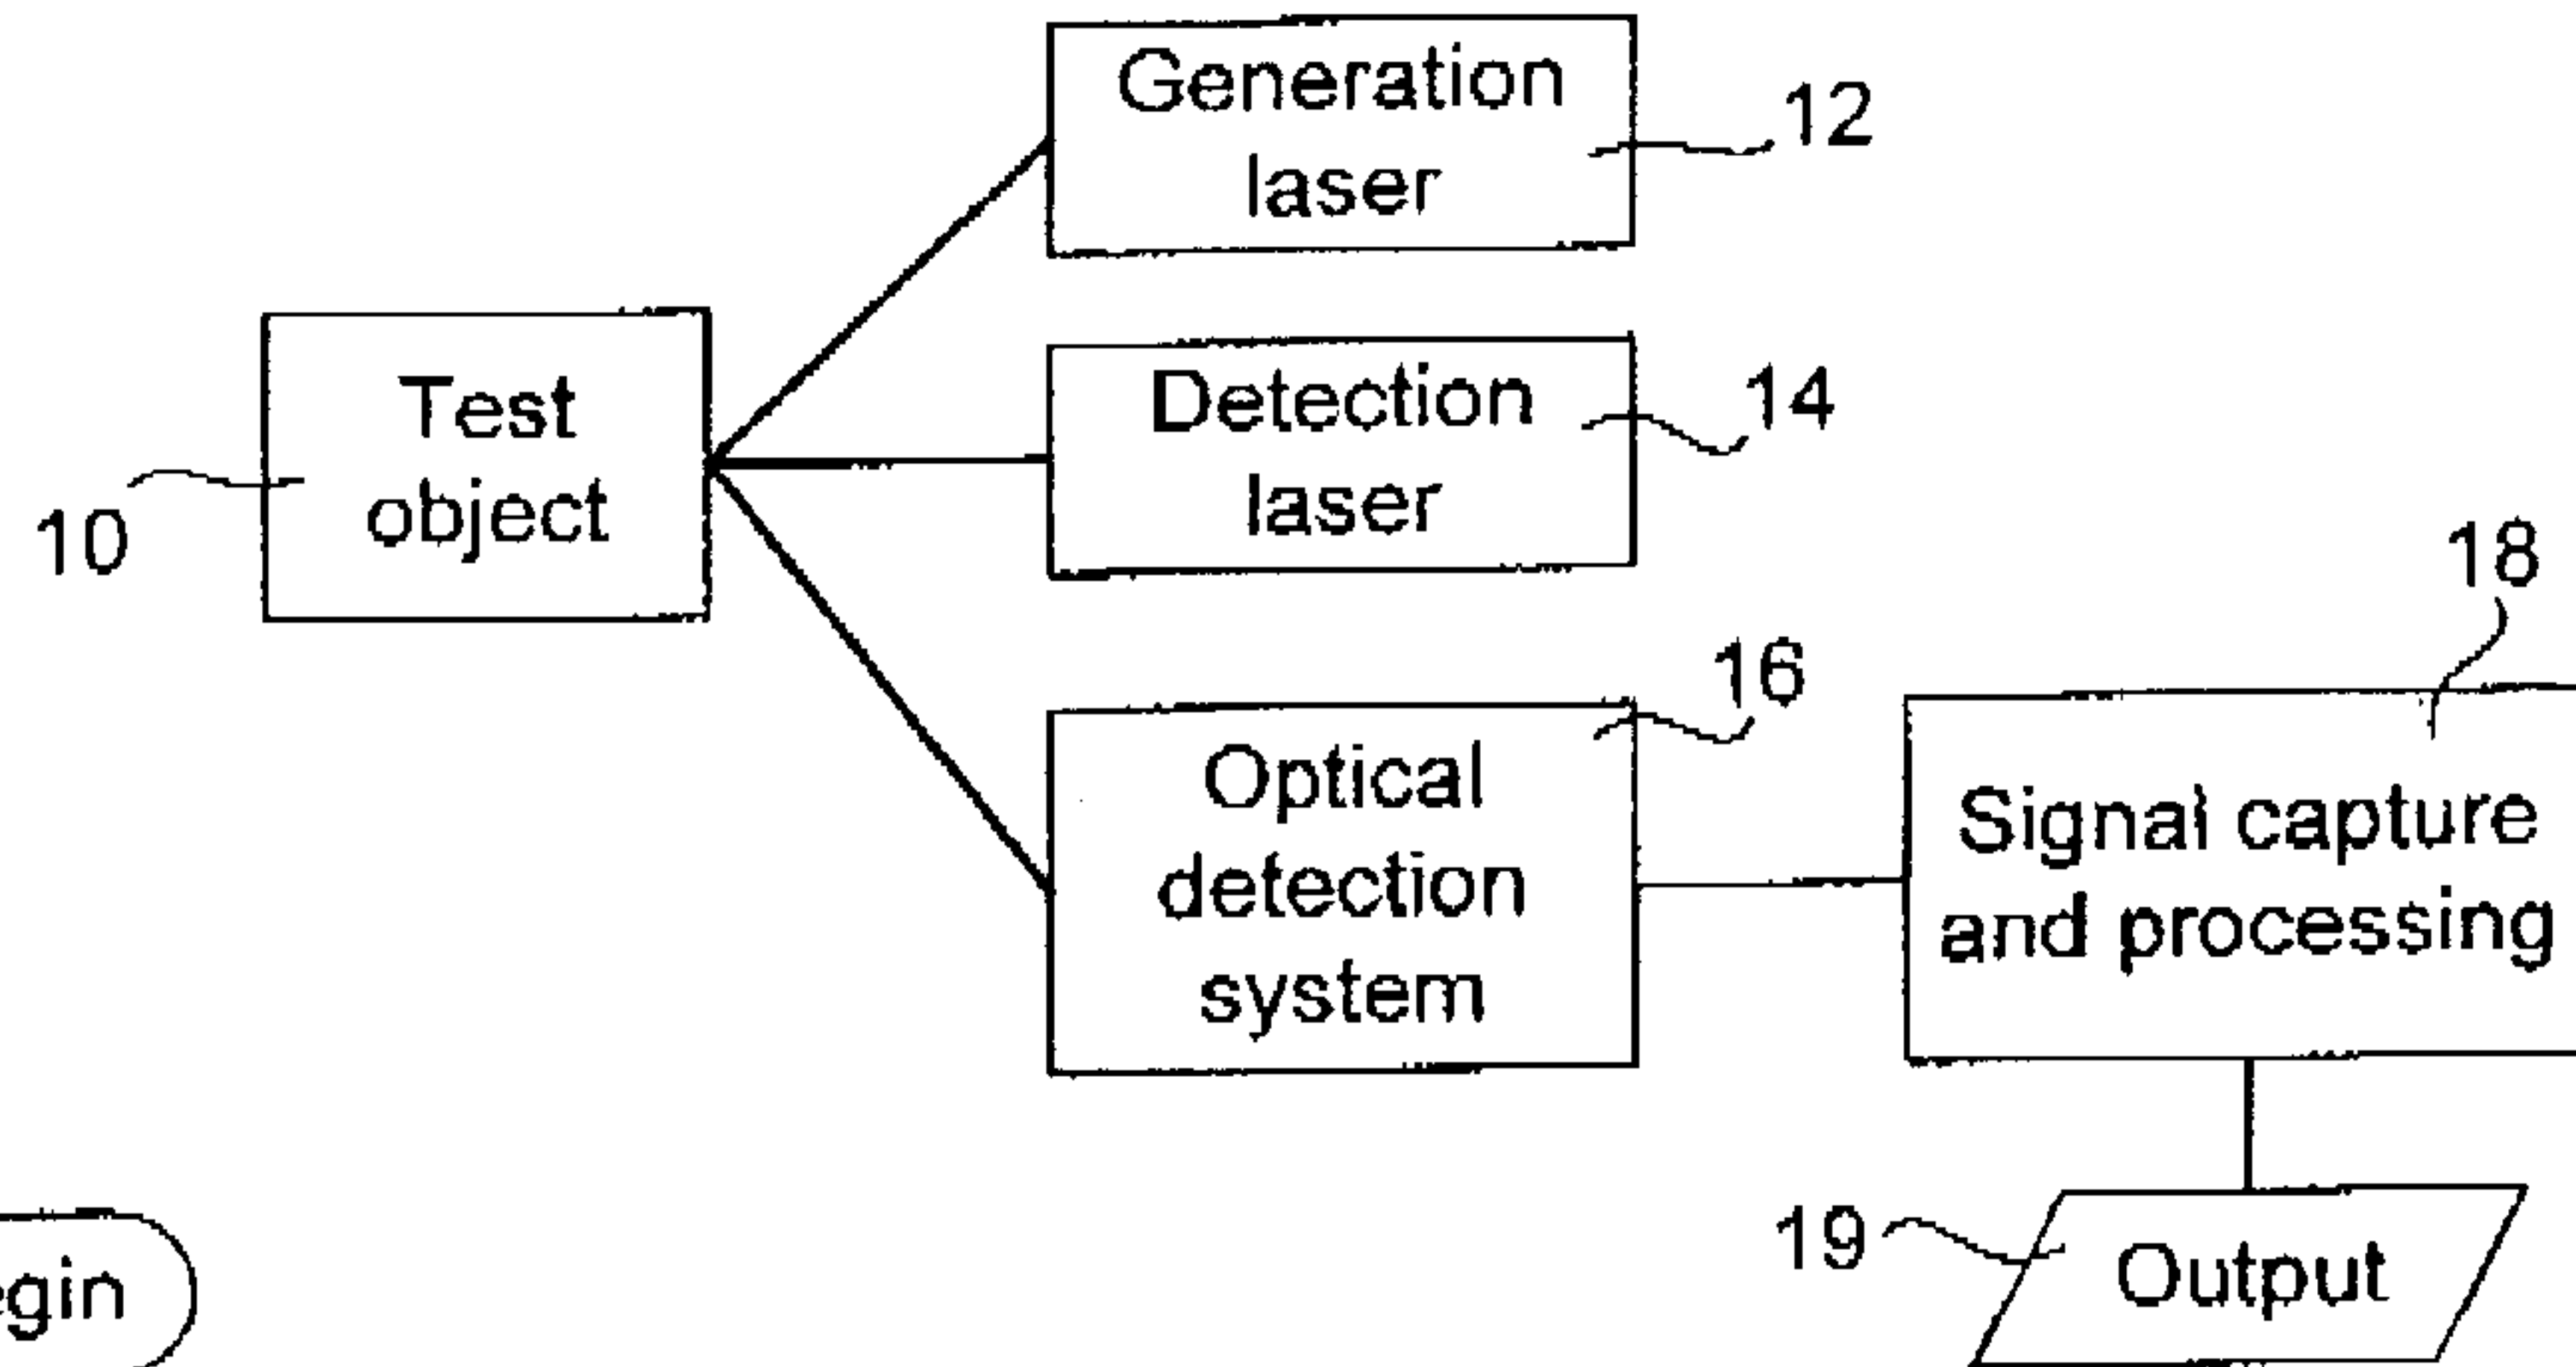 Generation
laser
12
Test
object
10
Detection
laser
14
Optical
detection
system
16
Signal capture
and processing
18
Output
19